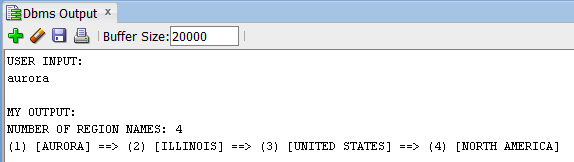 Dbms Output x
Buffer Size: 20000
USER INPUT:
aurora
MY OUTPUT:
NUMBER OF REGION NAMES: 4
(1) [AURORA] ==> (2) [ILLINOIS] ==> (3) [UNITED STATES] ==> (4) [NORTH AMERICA]